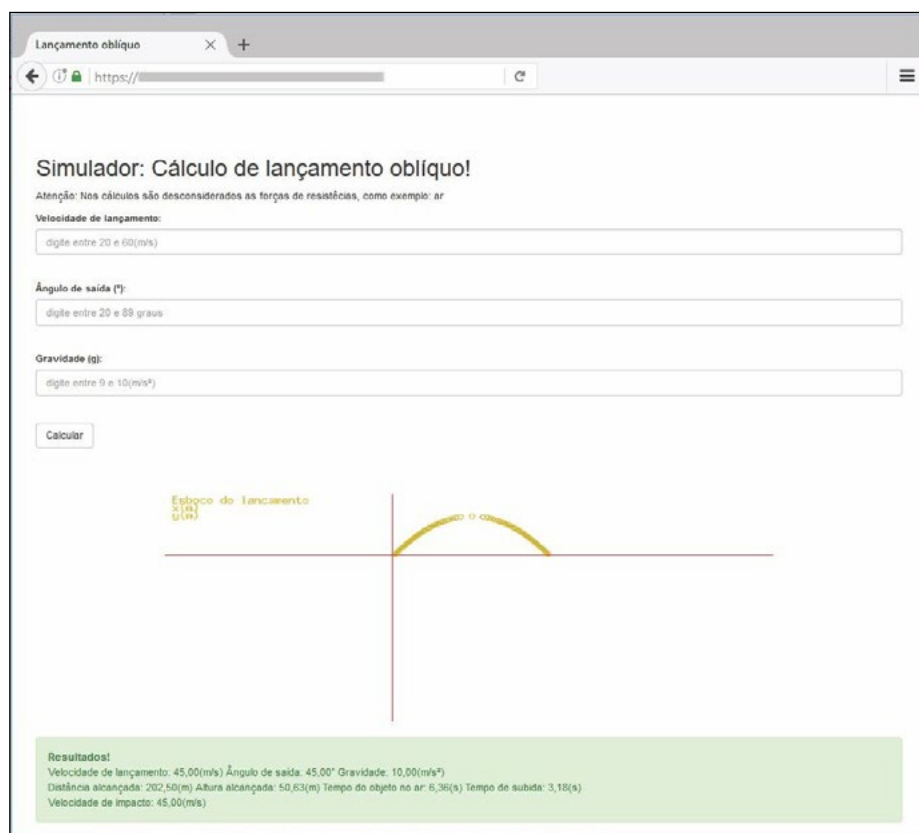 Lançamento oblíquo
https://
Simulador: Cálculo de lançamento oblíquo!
Atenção: Nos cálculos são desconsiderados as forças de resistêcias, como exemplo: ar
Velocidade de lançamento:
digite entre 20 e 60(m/s)
Ângulo de saída (º):
digite entre 20 e 89 graus
Gravidade (g):
digite entre 9 e 10(m/s²)
Calcular
Esboco do lancamento
x(m)
y(m)
Resultados!
Velocidade de lançamento: 45,00(m/s) Ângulo de saída: 45,00° Gravidade: 10,00(m/s²)
Distância alcançada: 202,50(m) Altura alcançada: 50,63(m) Tempo do objeto no ar: 6,36(s) Tempo de subida: 3,18(s)
Velocidade de impacto: 45,00(m/s)